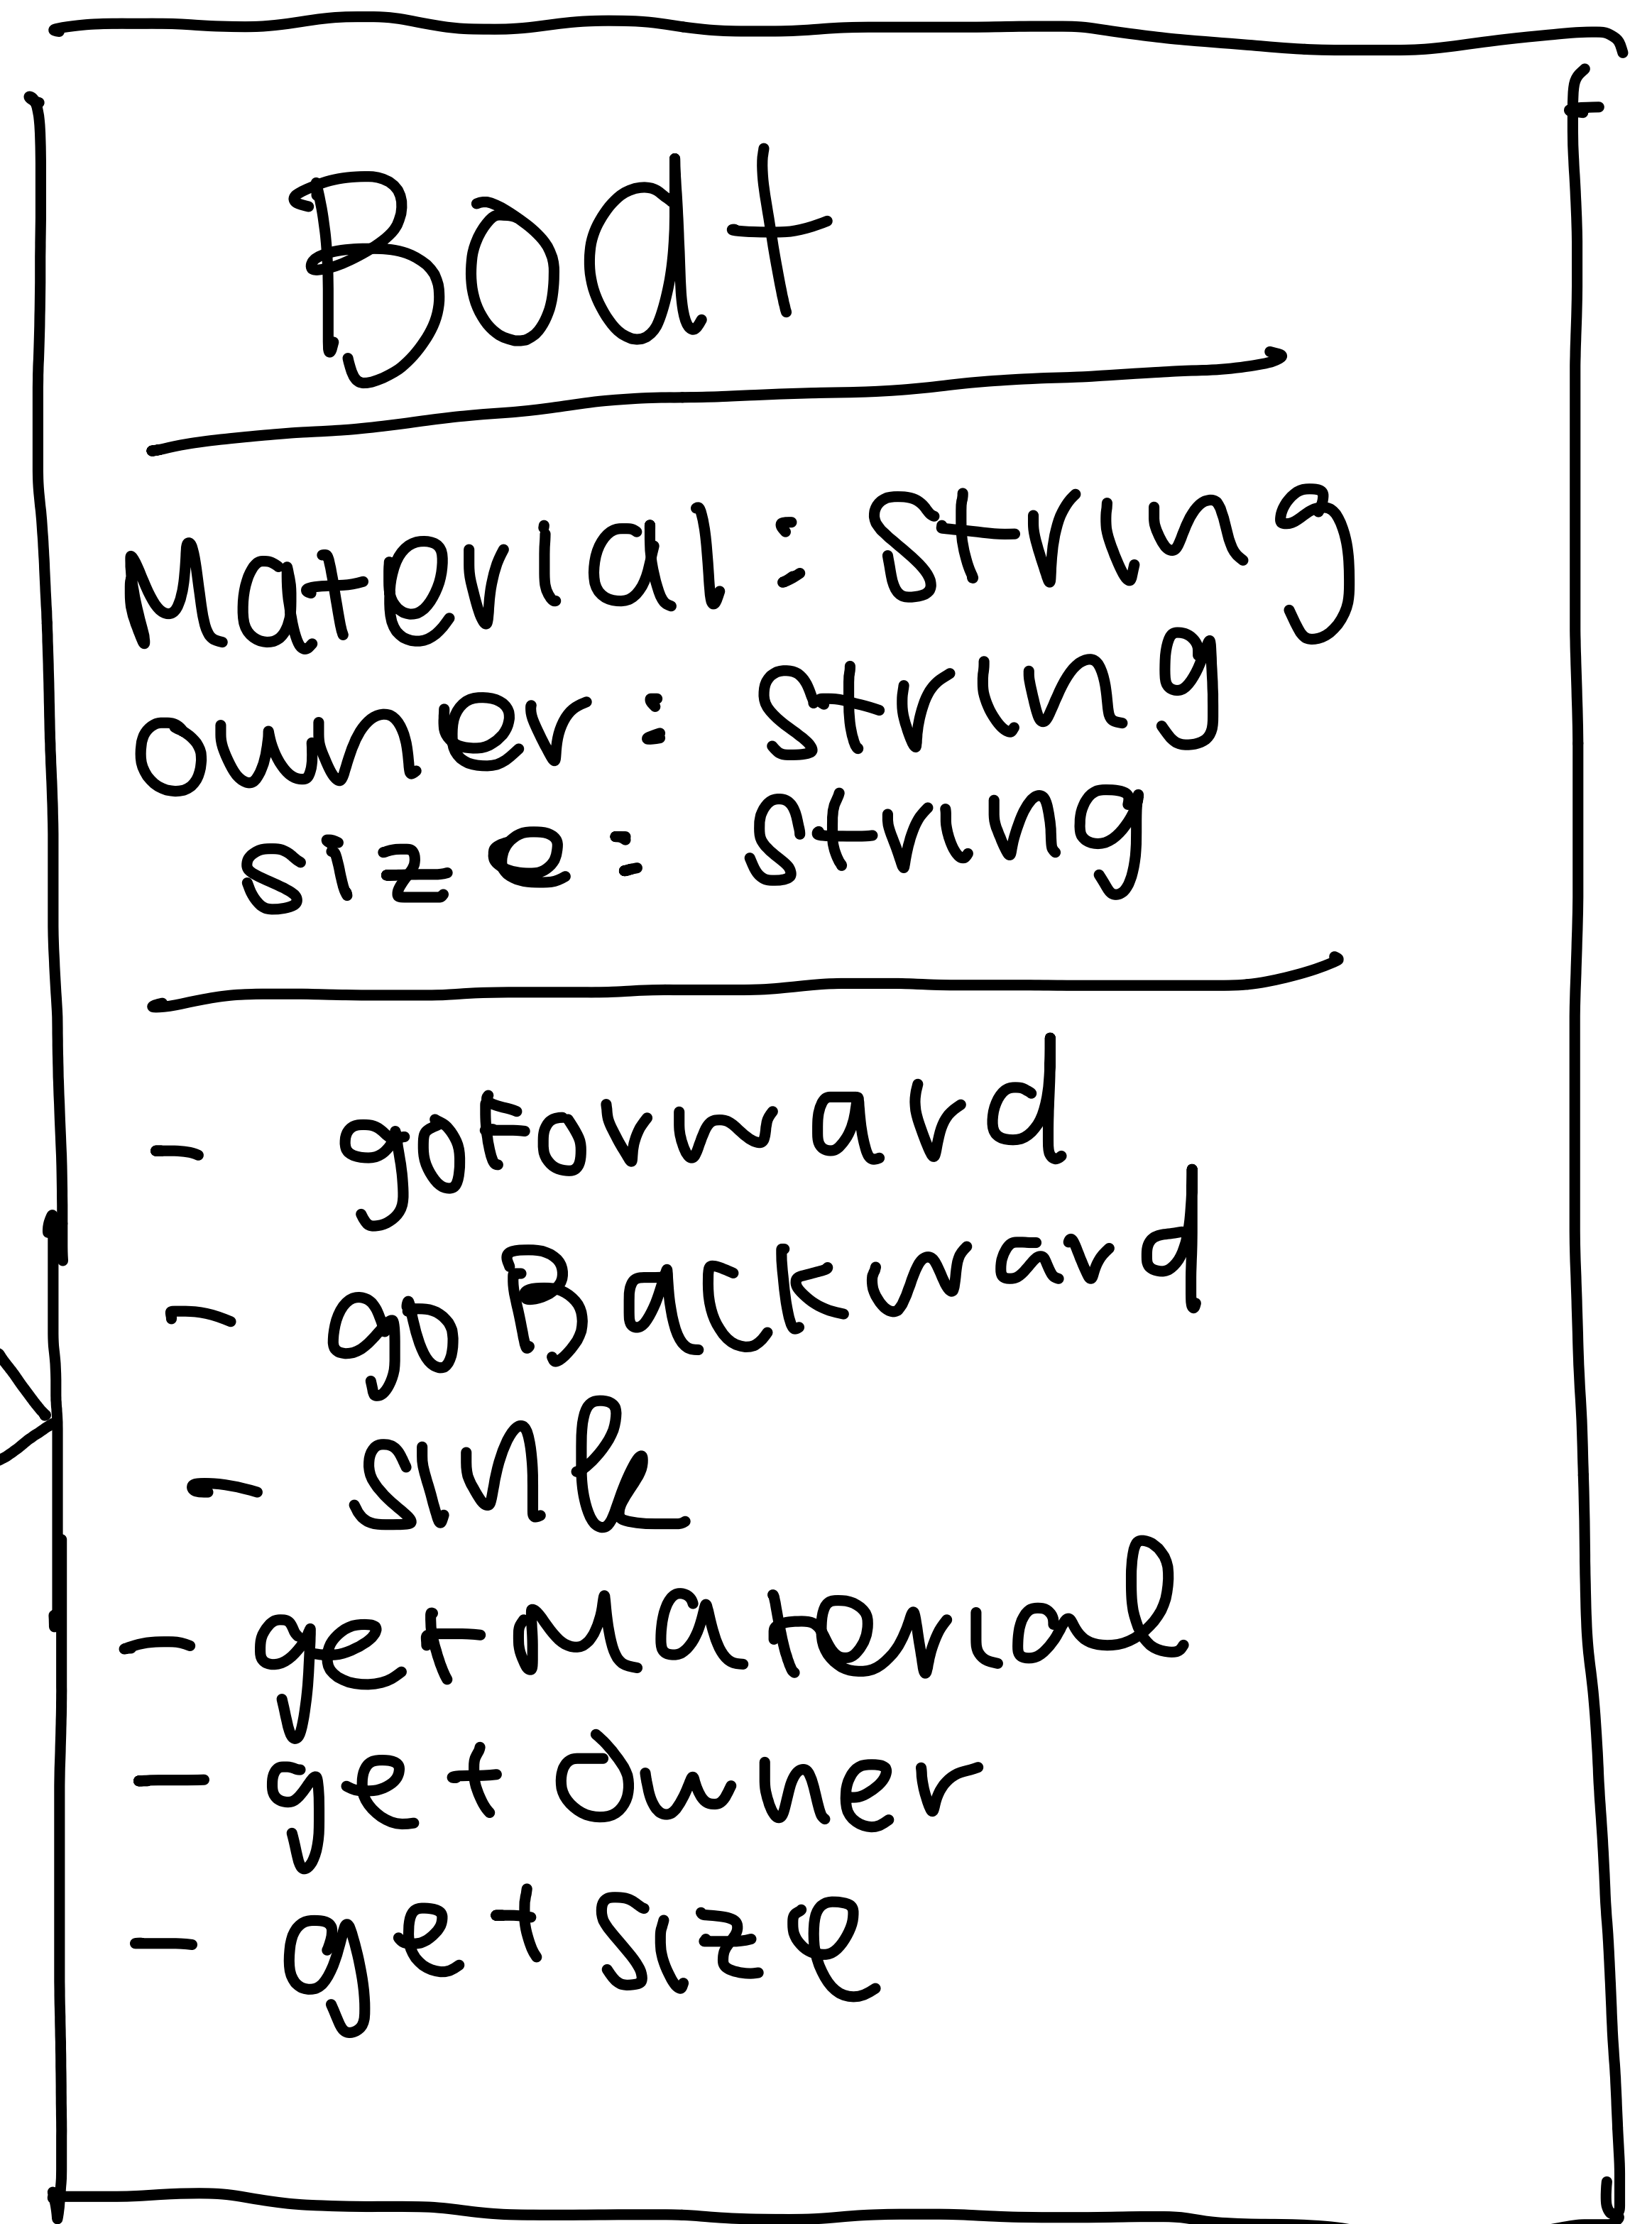 Boat
Material: String
owner: String
size: String
- goForward
- goBackward
- sink
- getMaterial
- getOwner
- getSize